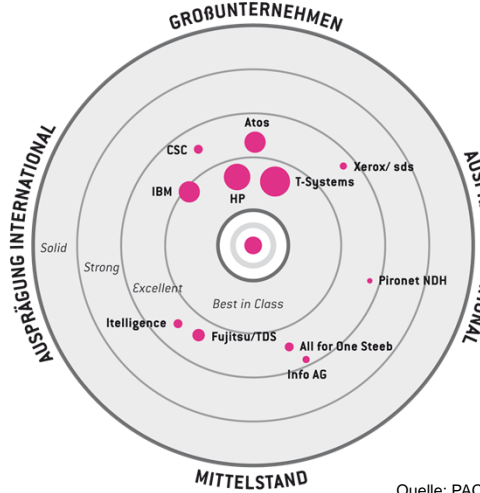 GROßUNTERNEHMEN
AUSPRÄGUNG INTERNATIONAL
Atos
CSC
Xerox/ sds
IBM
HP
T-Systems
Solid
Strong
Excellent
Best in Class
Pironet NDH
Itelligence
Fujitsu/TDS
All for One Steeb
Info AG
MITTELSTAND
Quelle: PAC